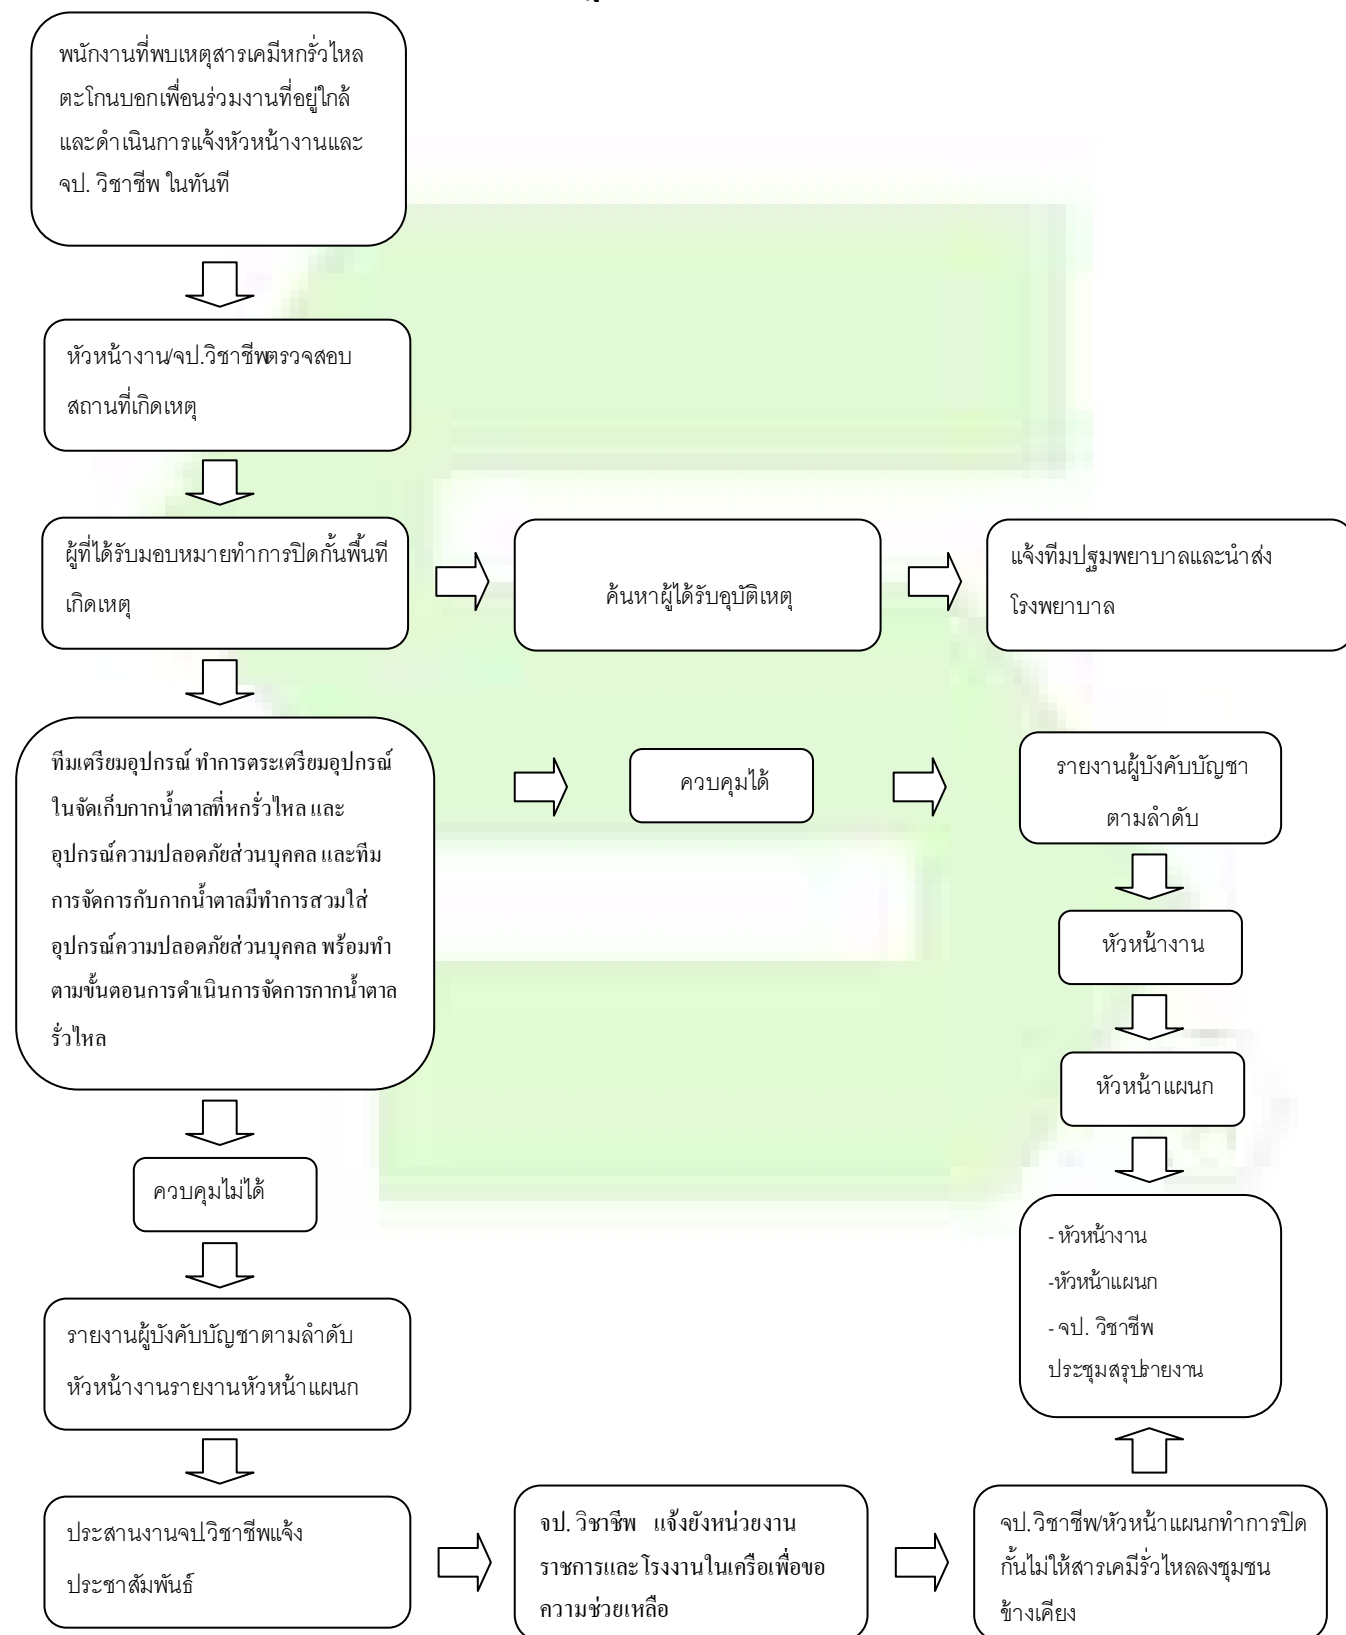 พนักงานที่พบเหตุสารเคมีหกรั่วไหล
ตะโกนบอกเพื่อนร่วมงานที่อยู่ใกล้
และดำเนินการแจ้งหัวหน้างานและ
จป. วิชาชีพ ในทันที
หัวหน้างาน/จป.วิชาชีพตรวจสอบ
สถานที่เกิดเหตุ
ผู้ที่ได้รับมอบหมายทำการปิดกั้นพื้นที่
เกิดเหตุ
ค้นหาผู้ได้รับอุบัติเหตุ
แจ้งทีมปฐมพยาบาลและนำส่ง
โรงพยาบาล
ทีมเตรียมอุปกรณ์ ทำการตระเตรียมอุปกรณ์
ในจัดเก็บกากน้ำตาลที่หกรั่วไหล และ
อุปกรณ์ความปลอดภัยส่วนบุคคล และทีม
การจัดการกับกากน้ำตาลมีทำการสวมใส่
อุปกรณ์ความปลอดภัยส่วนบุคคล พร้อมทำ
ตามขั้นตอนการดำเนินการจัดการกากน้ำตาล
รั่วไหล
ควบคุมได้
รายงานผู้บังคับบัญชา
ตามลำดับ
หัวหน้างาน
หัวหน้าแผนก
ควบคุมไม่ได้
- หัวหน้างาน
-หัวหน้าแผนก
- จป. วิชาชีพ
ประชุมสรุปรายงาน
รายงานผู้บังคับบัญชาตามลำดับ
หัวหน้างานรายงานหัวหน้าแผนก
ประสานงานจป.วิชาชีพแจ้ง
ประชาสัมพันธ์
จป. วิชาชีพ แจ้งยังหน่วยงาน
ราชการและโรงงานในเครือเพื่อขอ
ความช่วยเหลือ
จป.วิชาชีพ/หัวหน้าแผนกทำการปิด
กั้นไม่ให้สารเคมีรั่วไหลลงชุมชน
ข้างเคียง